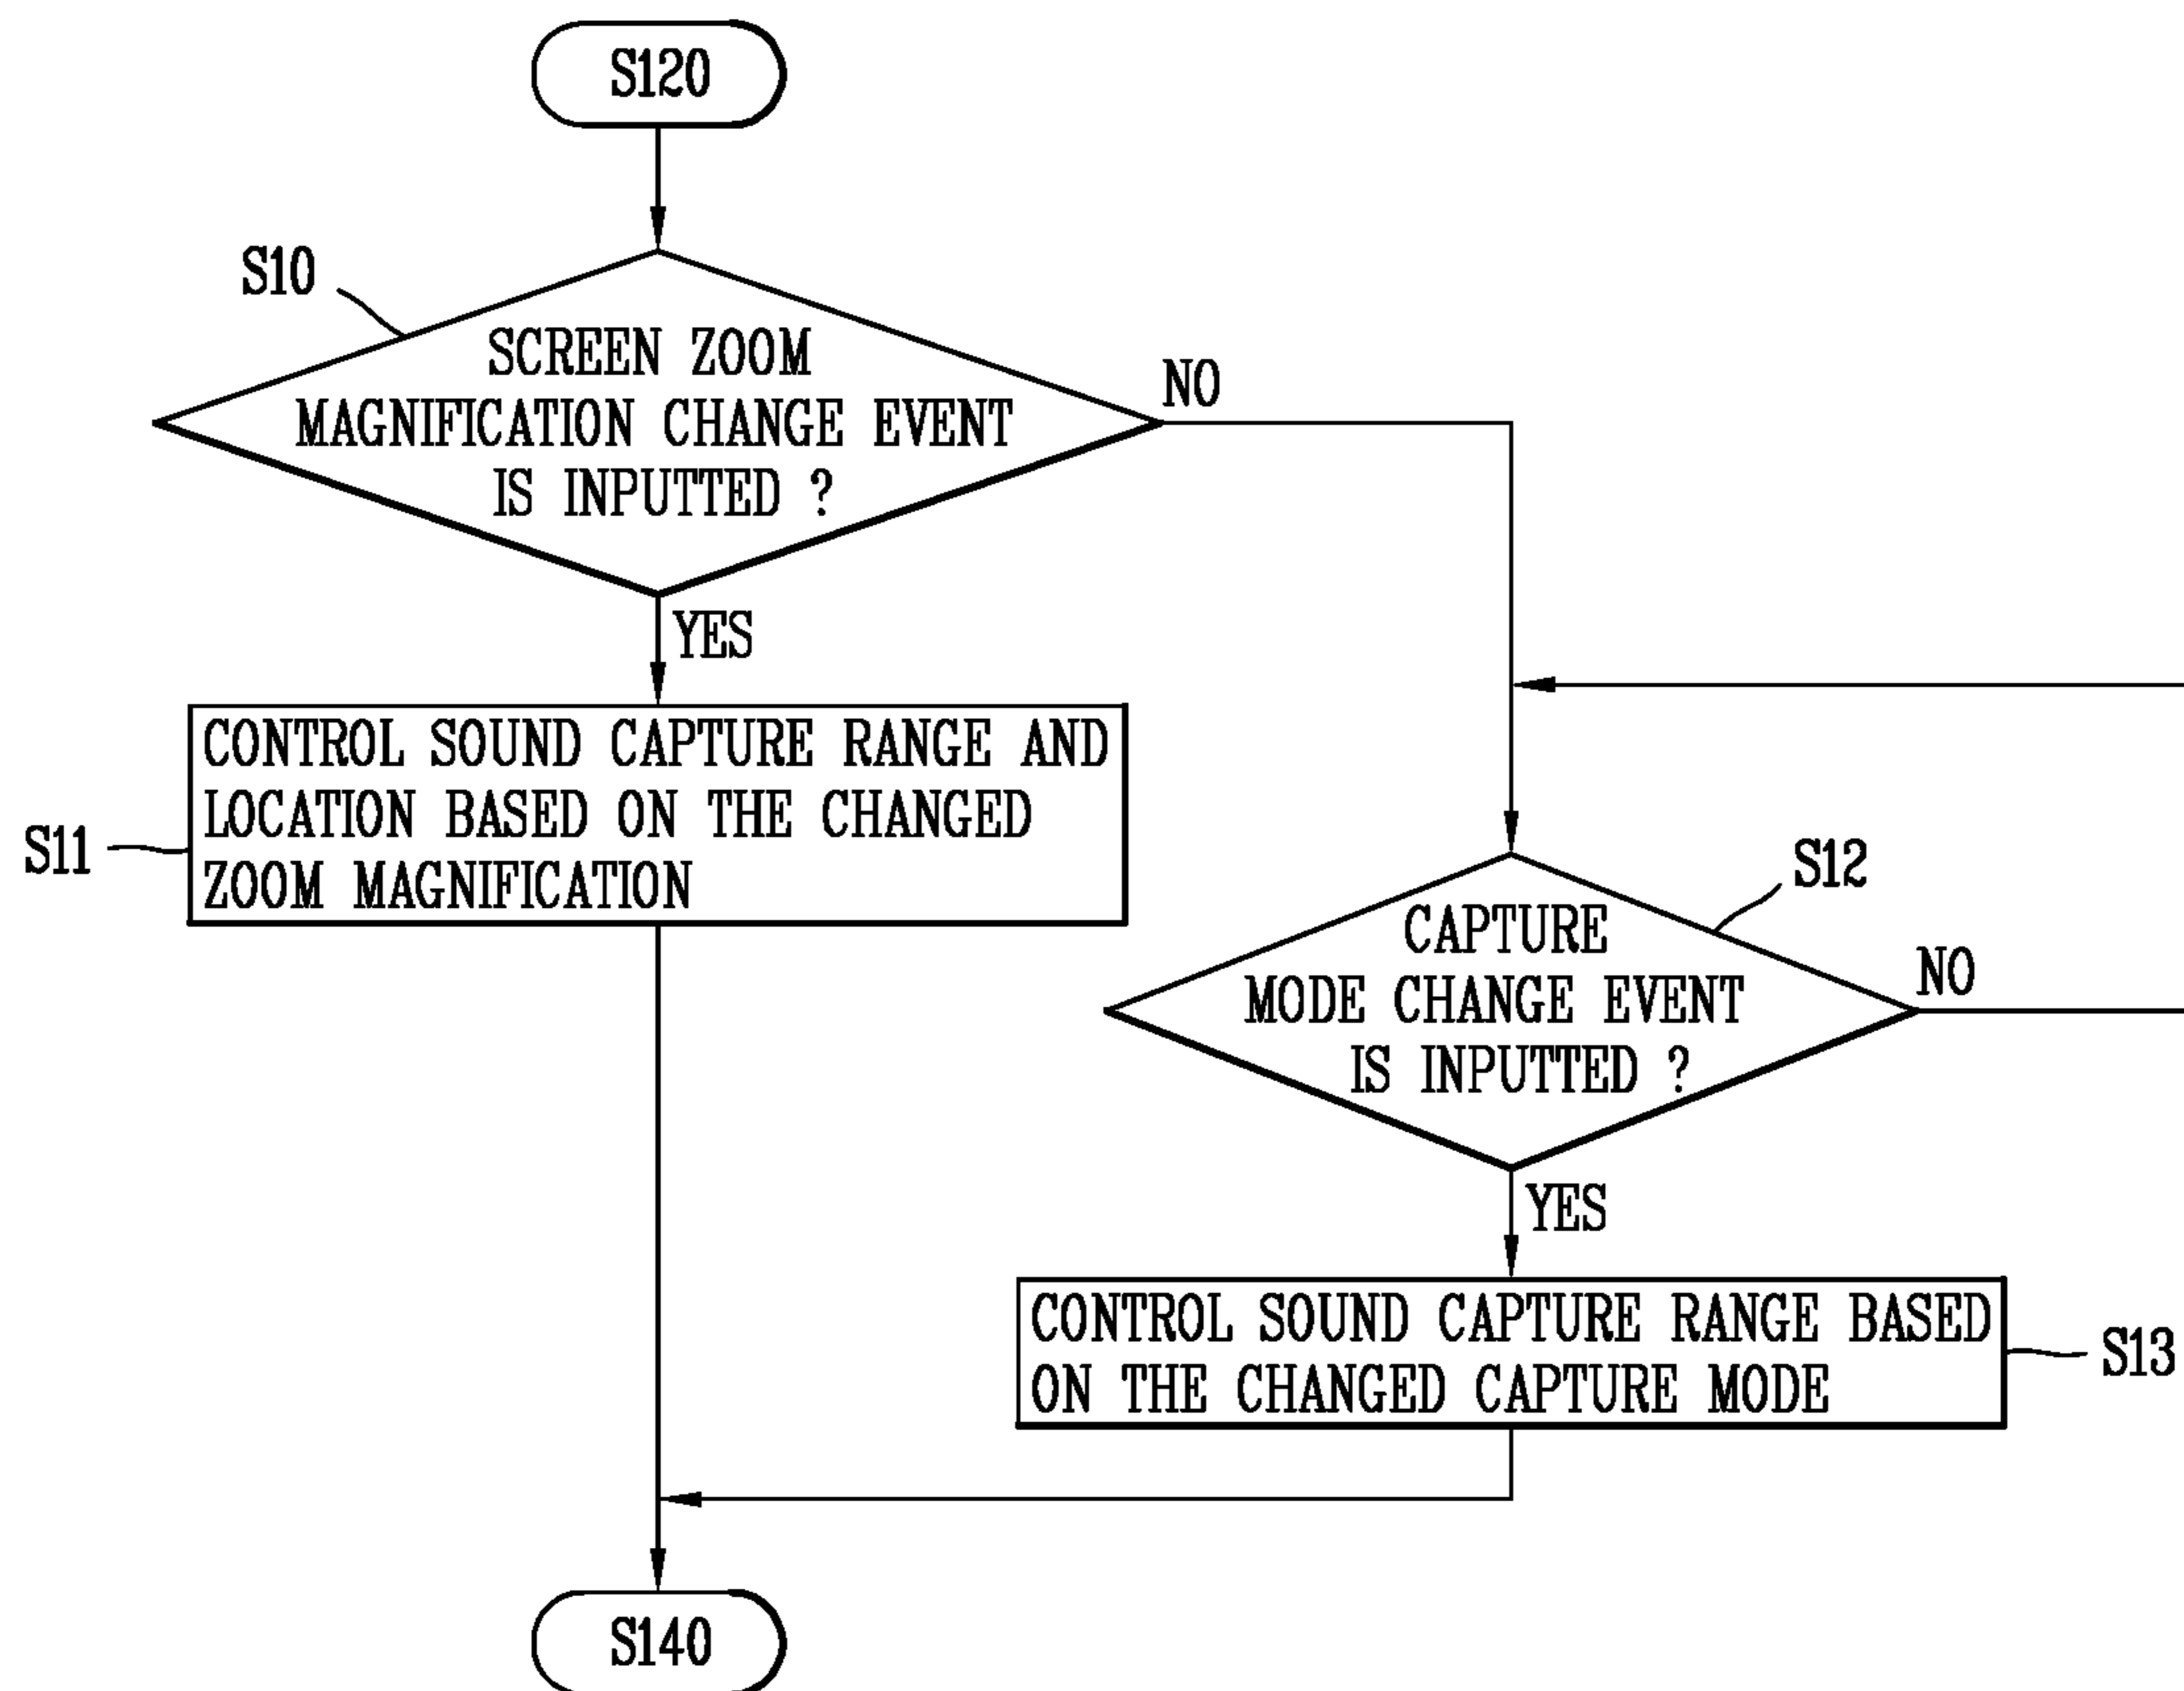 S120
S10
SCREEN ZOOM
MAGNIFICATION CHANGE EVENT
IS INPUTTED ?
NO
YES
CONTROL SOUND CAPTURE RANGE AND
LOCATION BASED ON THE CHANGED
ZOOM MAGNIFICATION
S11
S12
CAPTURE
MODE CHANGE EVENT
IS INPUTTED ?
NO
YES
CONTROL SOUND CAPTURE RANGE BASED
ON THE CHANGED CAPTURE MODE
S13
S140